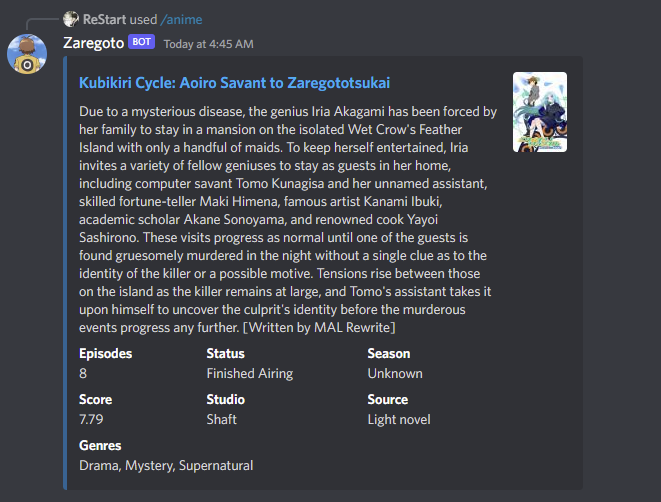 ReStart used /anime
Zaregoto BOT Today at 4:45 AM
Kubikiri Cycle: Aoiro Savant to Zaregototsukai
Due to a mysterious disease, the genius Iria Akagami has been forced by
her family to stay in a mansion on the isolated Wet Crow's Feather
Island with only a handful of maids. To keep herself entertained, Iria
invites a variety of fellow geniuses to stay as guests in her home,
including computer savant Tomo Kunagisa and her unnamed assistant,
skilled fortune-teller Maki Himena, famous artist Kanami Ibuki,
academic scholar Akane Sonoyama, and renowned cook Yayoi
Sashirono. These visits progress as normal until one of the guests is
found gruesomely murdered in the night without a single clue as to the
identity of the killer or a possible motive. Tensions rise between those
on the island as the killer remains at large, and Tomo's assistant takes it
upon himself to uncover the culprit's identity before the murderous
events progress any further. [Written by MAL Rewrite]
Episodes Status Season
8 Finished Airing Unknown
Score Studio Source
7.79 Shaft Light novel
Genres
Drama, Mystery, Supernatural